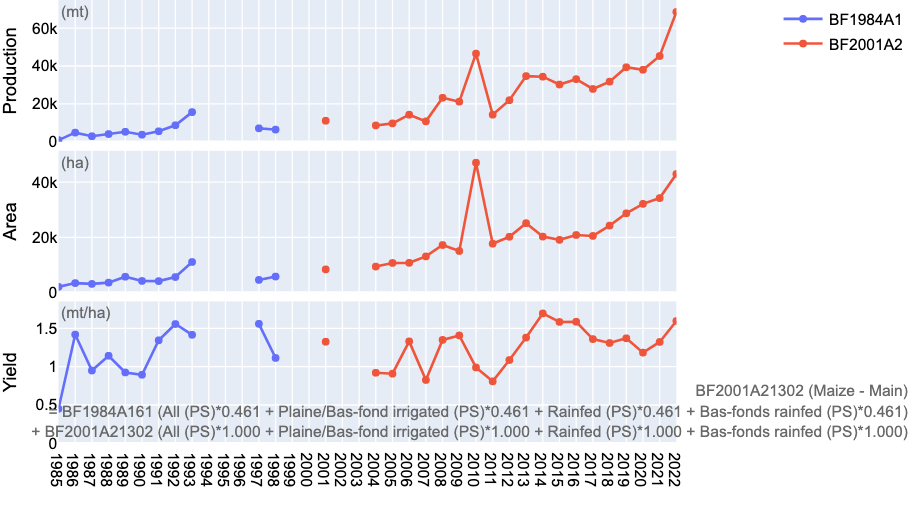 (mt)
BF1984A1
BF2001A2
Production
60k
40k
20k
0
(ha)
Area
40k
20k
0
(mt/ha)
Yield
1.5
1
0.5
0
BF2001A21302 (Maize - Main)
= BF1984A161 (All (PS)*0.461 + Plaine/Bas-fond irrigated (PS)*0.461 + Rainfed (PS)*0.461 + Bas-fonds rainfed (PS)*0.461)
+ BF2001A21302 (All (PS)*1.000 + Plaine/Bas-fond irrigated (PS)*1.000 + Rainfed (PS)*1.000 + Bas-fonds rainfed (PS)*1.000)
1985 1986 1987 1988 1989 1990 1991 1992 1993 1994 1995 1996 1997 1998 1999 2000 2001 2002 2003 2004 2005 2006 2007 2008 2009 2010 2011 2012 2013 2014 2015 2016 2017 2018 2019 2020 2021 2022